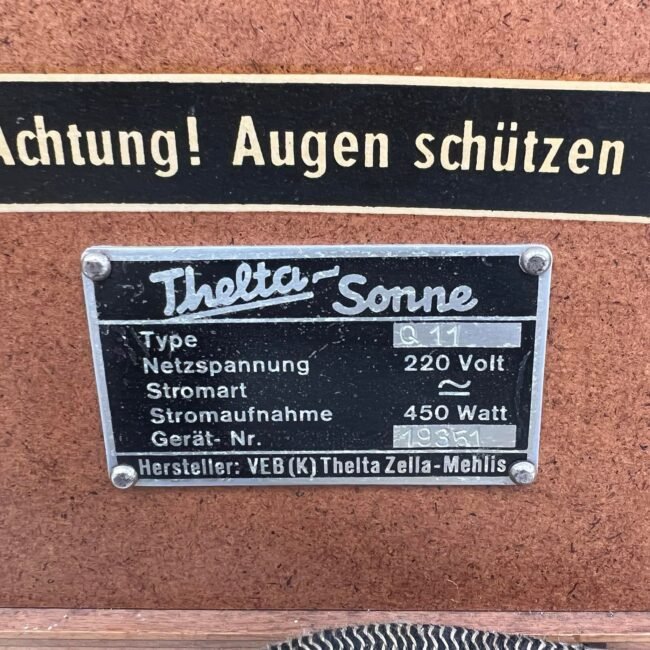 Achtung! Augen schützen
Thelta-Sonne
Type Q 11
Netzspannung 220 Volt
Stromart ≂
Stromaufnahme 450 Watt
Gerät- Nr. 19351
Hersteller: VEB (K) Thelta Zella-Mehlis